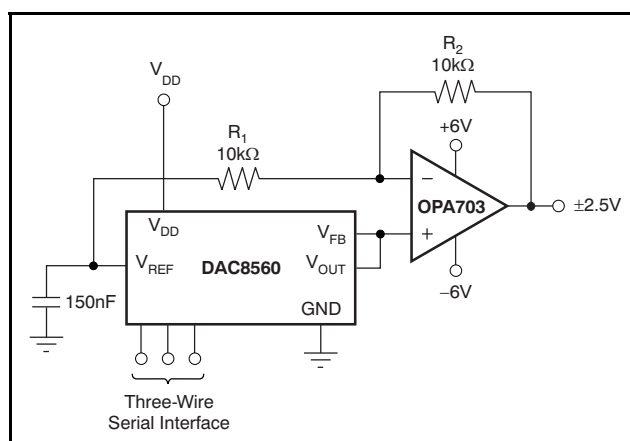 R2
10kΩ
VDD
R1
10kΩ
+6V
−
OPA703
±2.5V
+
−6V
VDD
VFB
VREF
DAC8560
VOUT
150nF
GND
Three-Wire
Serial Interface